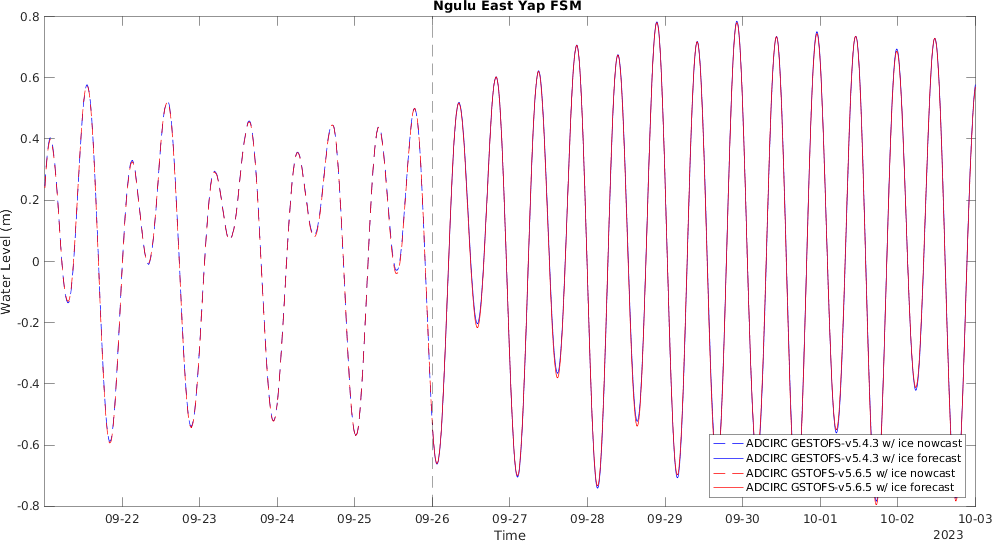 Ngulu East Yap FSM
0.8
0.6
0.4
0.2
0
-0.2
-0.4
-0.6
-0.8
Water Level (m)
09-22 09-23 09-24 09-25 09-26 09-27 09-28 09-29 09-30 10-01 10-02 10-03
Time
2023
ADCIRC GESTOFS-v5.4.3 w/ ice nowcast
ADCIRC GESTOFS-v5.4.3 w/ ice forecast
ADCIRC GSTOFS-v5.6.5 w/ ice nowcast
ADCIRC GSTOFS-v5.6.5 w/ ice forecast